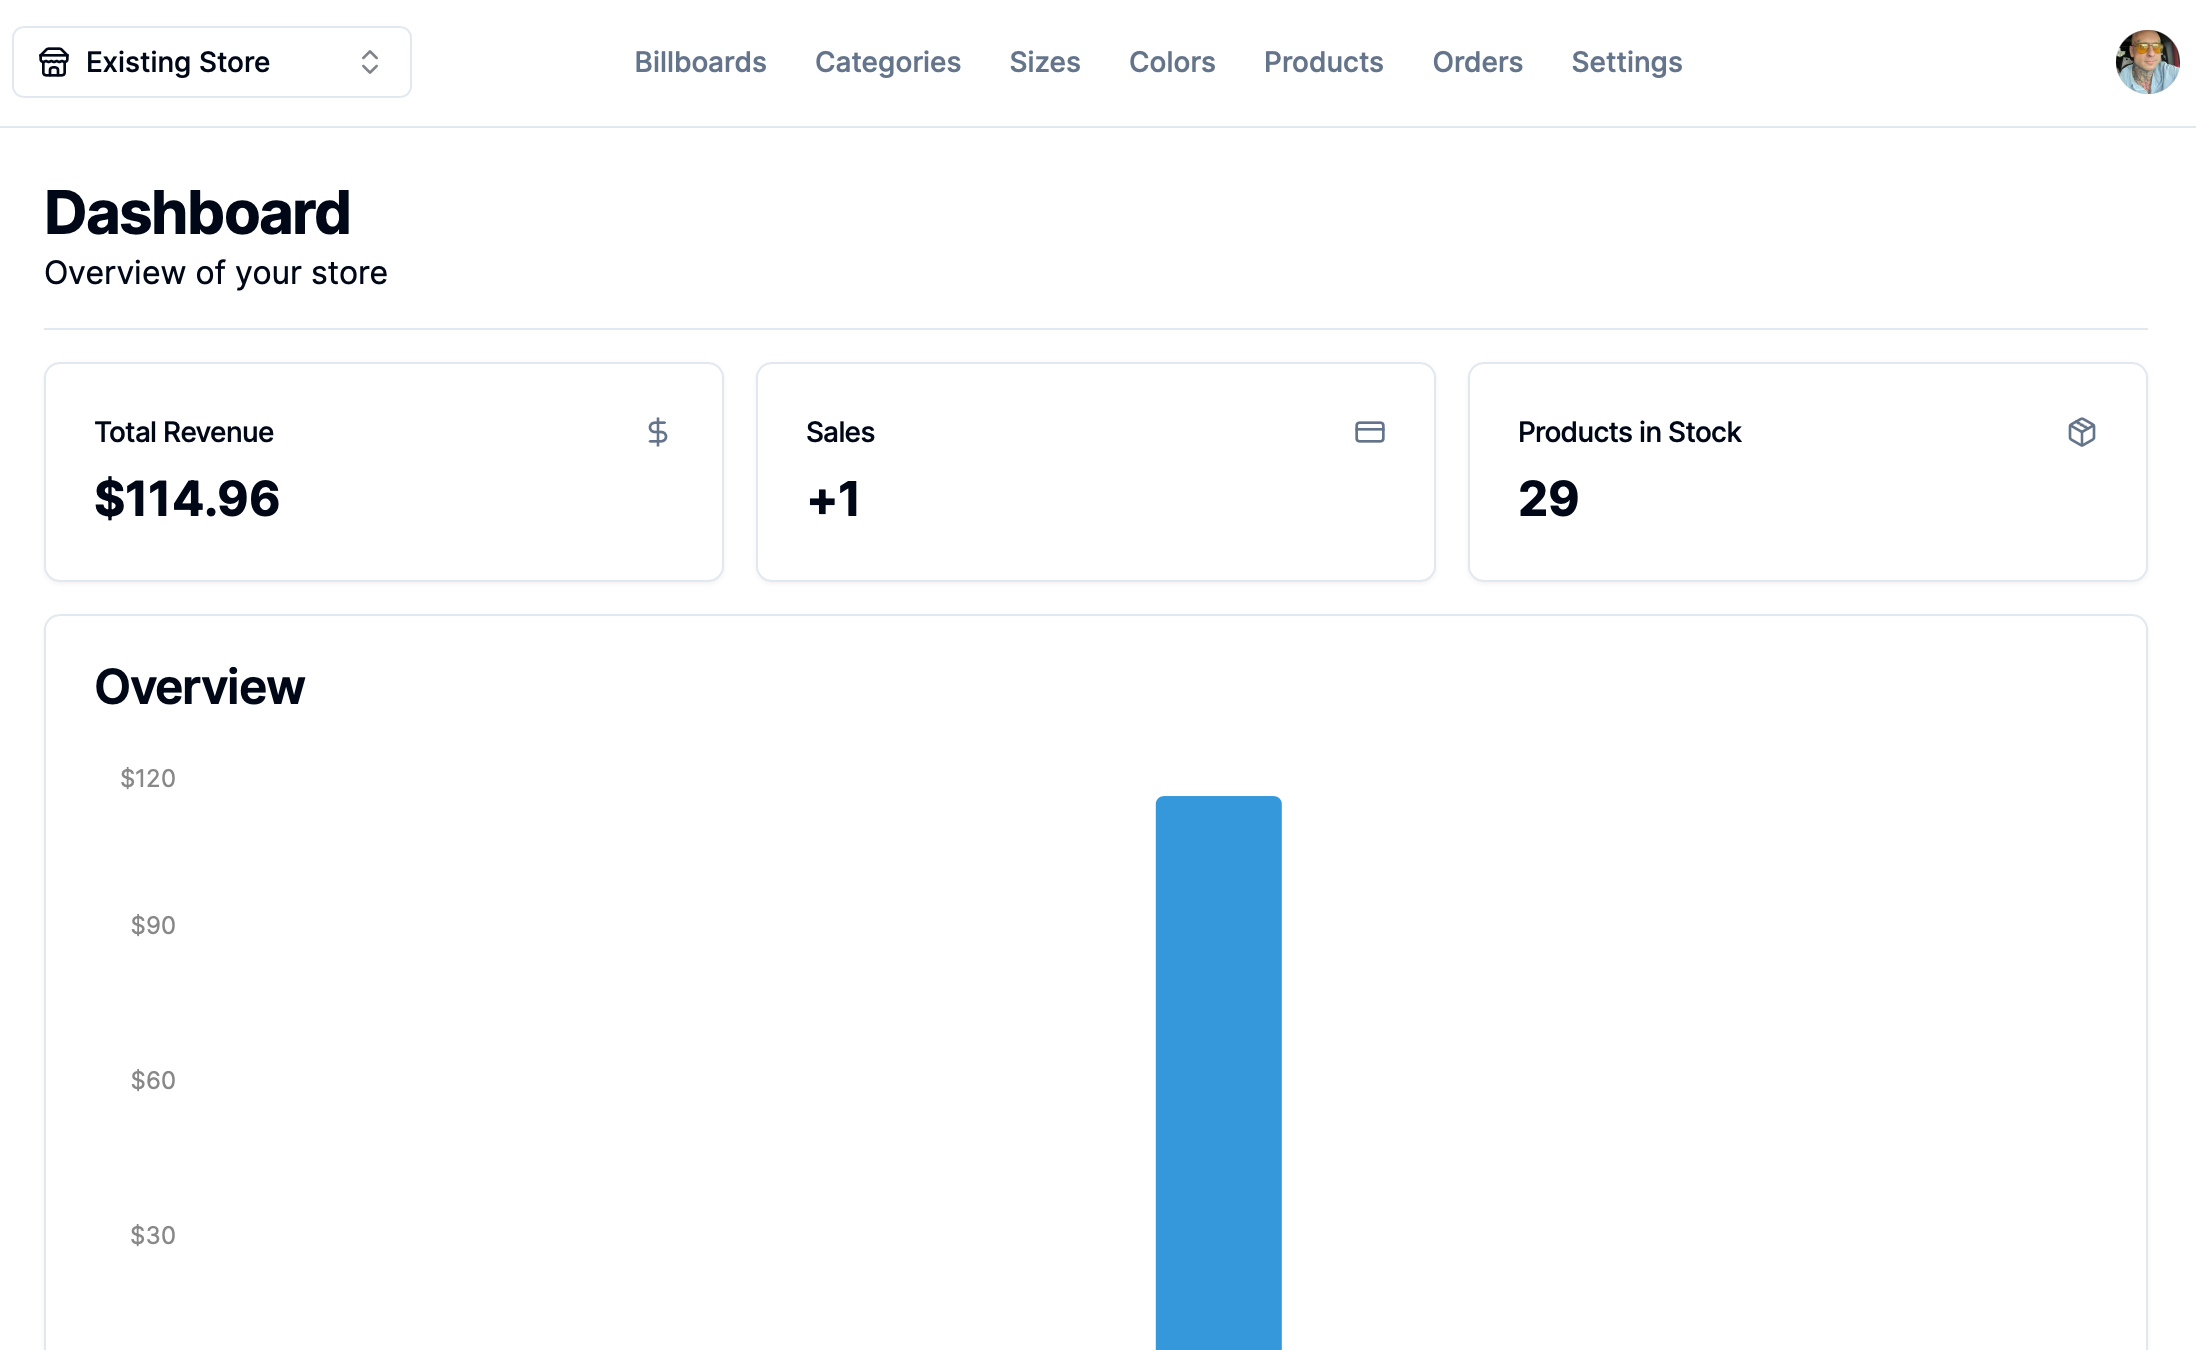 Existing Store
Billboards Categories Sizes Colors Products Orders Settings
Dashboard
Overview of your store
Total Revenue
$114.96
Sales
+1
Products in Stock
29
Overview
$120
$90
$60
$30